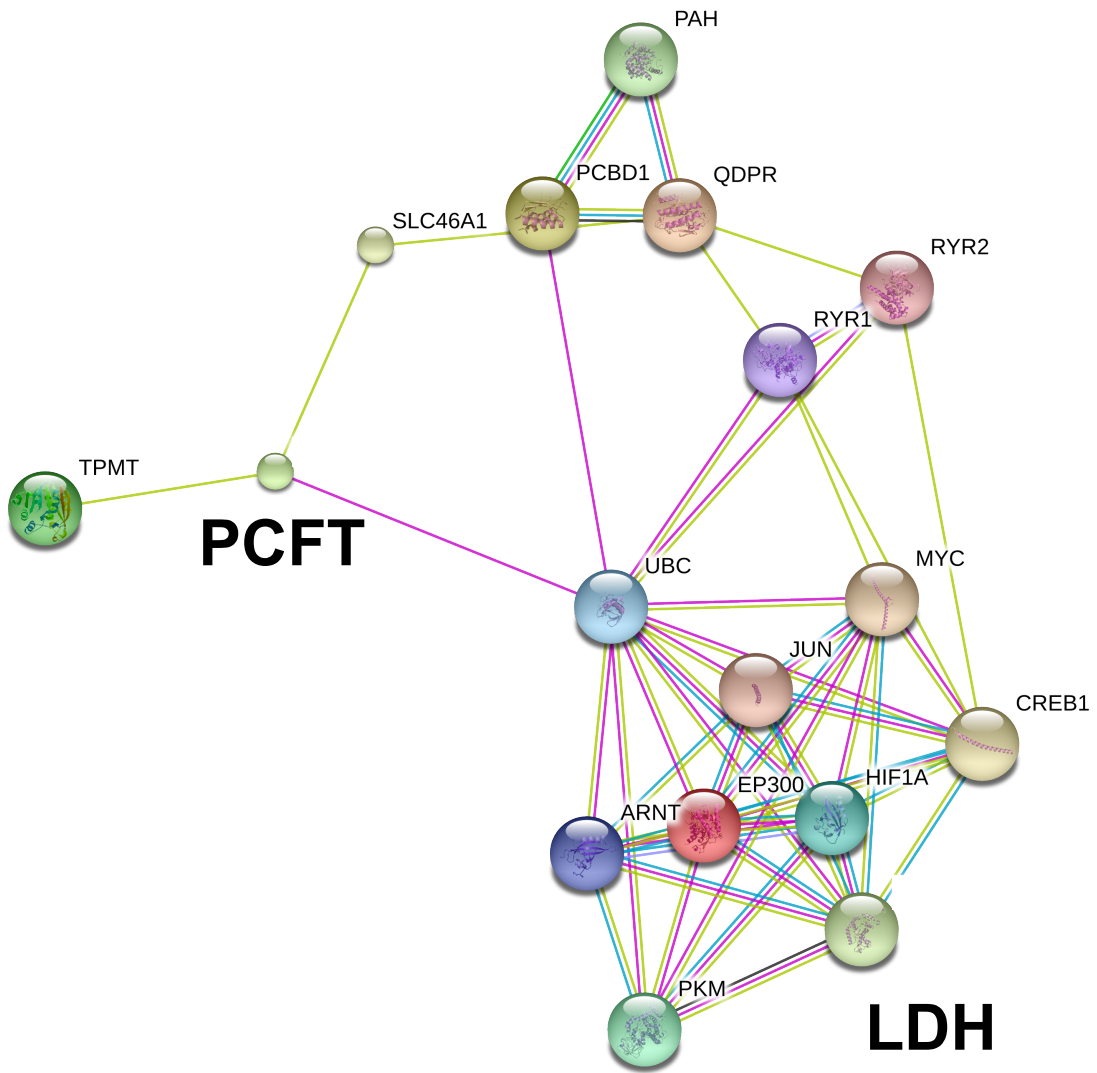 PAH
PCBD1
QDPR
SLC46A1
RYR2
RYR1
TPMT
PCFT
UBC
MYC
JUN
CREB1
EP300
HIF1A
ARNT
PKM
LDH